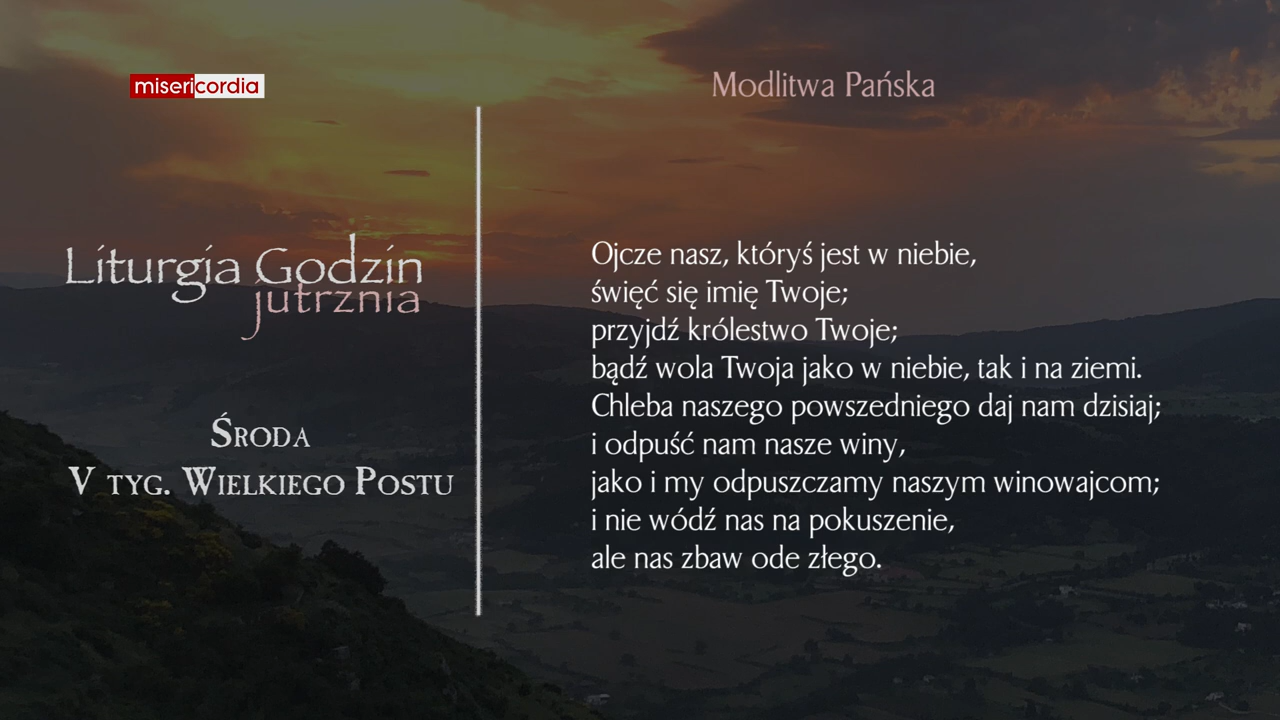 misericordia
Liturgia Godzin
jutrznia
Środa
V tyg. Wielkiego Postu
Modlitwa Pańska
Ojcze nasz, któryś jest w niebie,
święć się imię Twoje;
przyjdź królestwo Twoje;
bądź wola Twoja jako w niebie, tak i na ziemi.
Chleba naszego powszedniego daj nam dzisiaj;
i odpuść nam nasze winy,
jako i my odpuszczamy naszym winowajcom;
i nie wódź nas na pokuszenie,
ale nas zbaw ode złego.